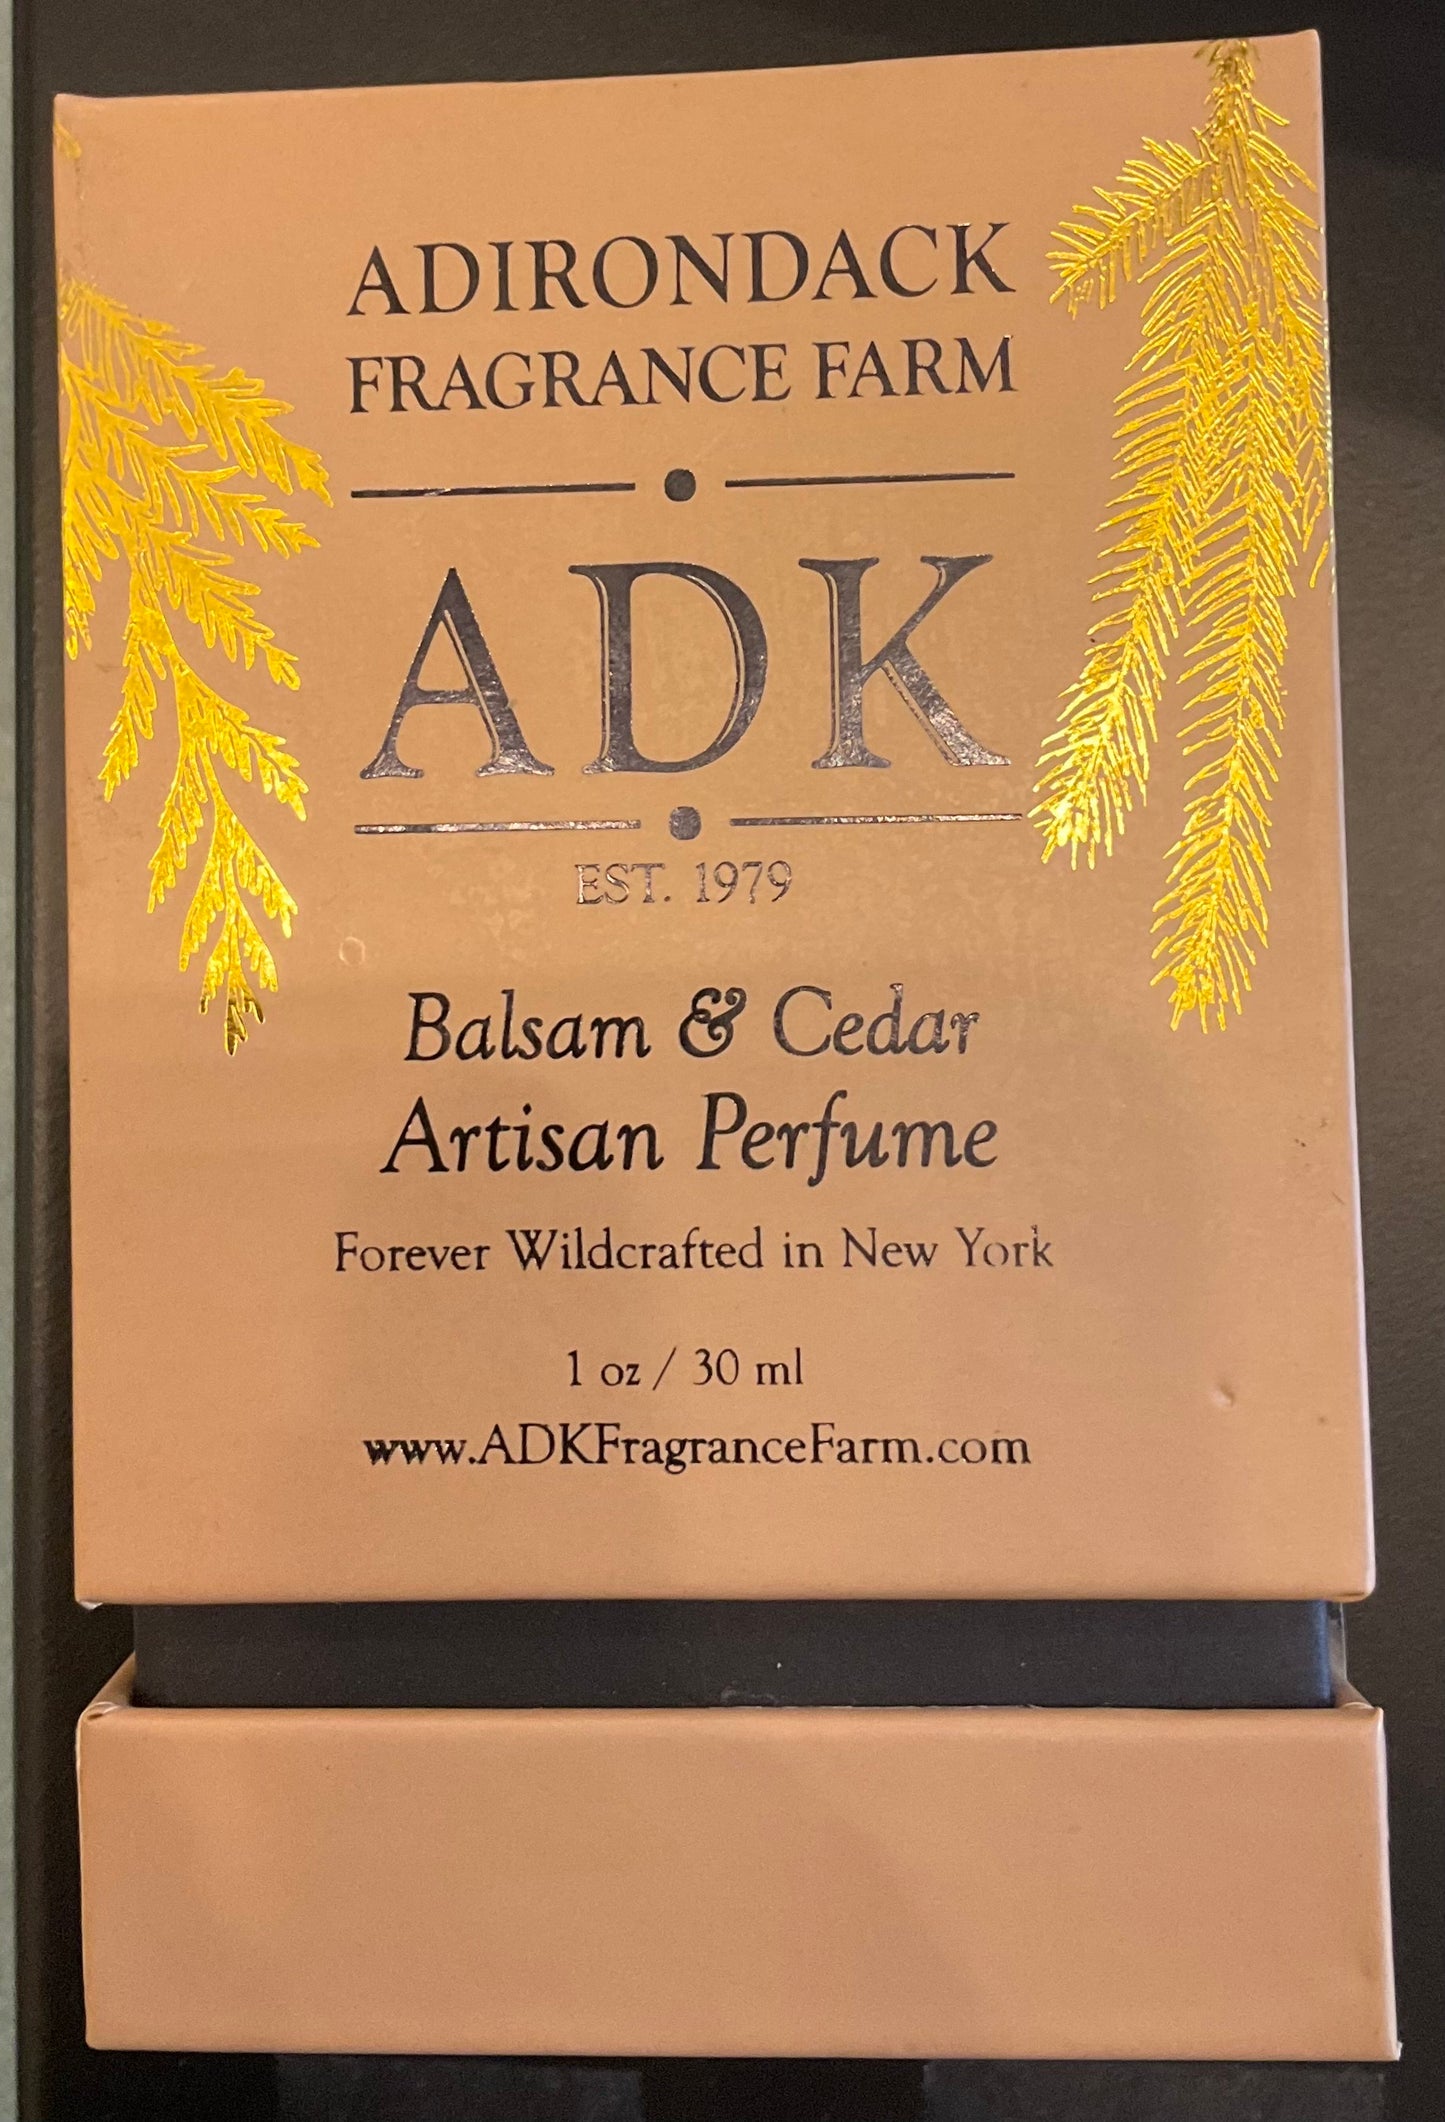 ADIRONDACK
FRAGRANCE FARM
ADK
EST. 1979
Balsam & Cedar
Artisan Perfume
Forever Wildcrafted in New York
1 oz / 30 ml
www.ADKFragranceFarm.com